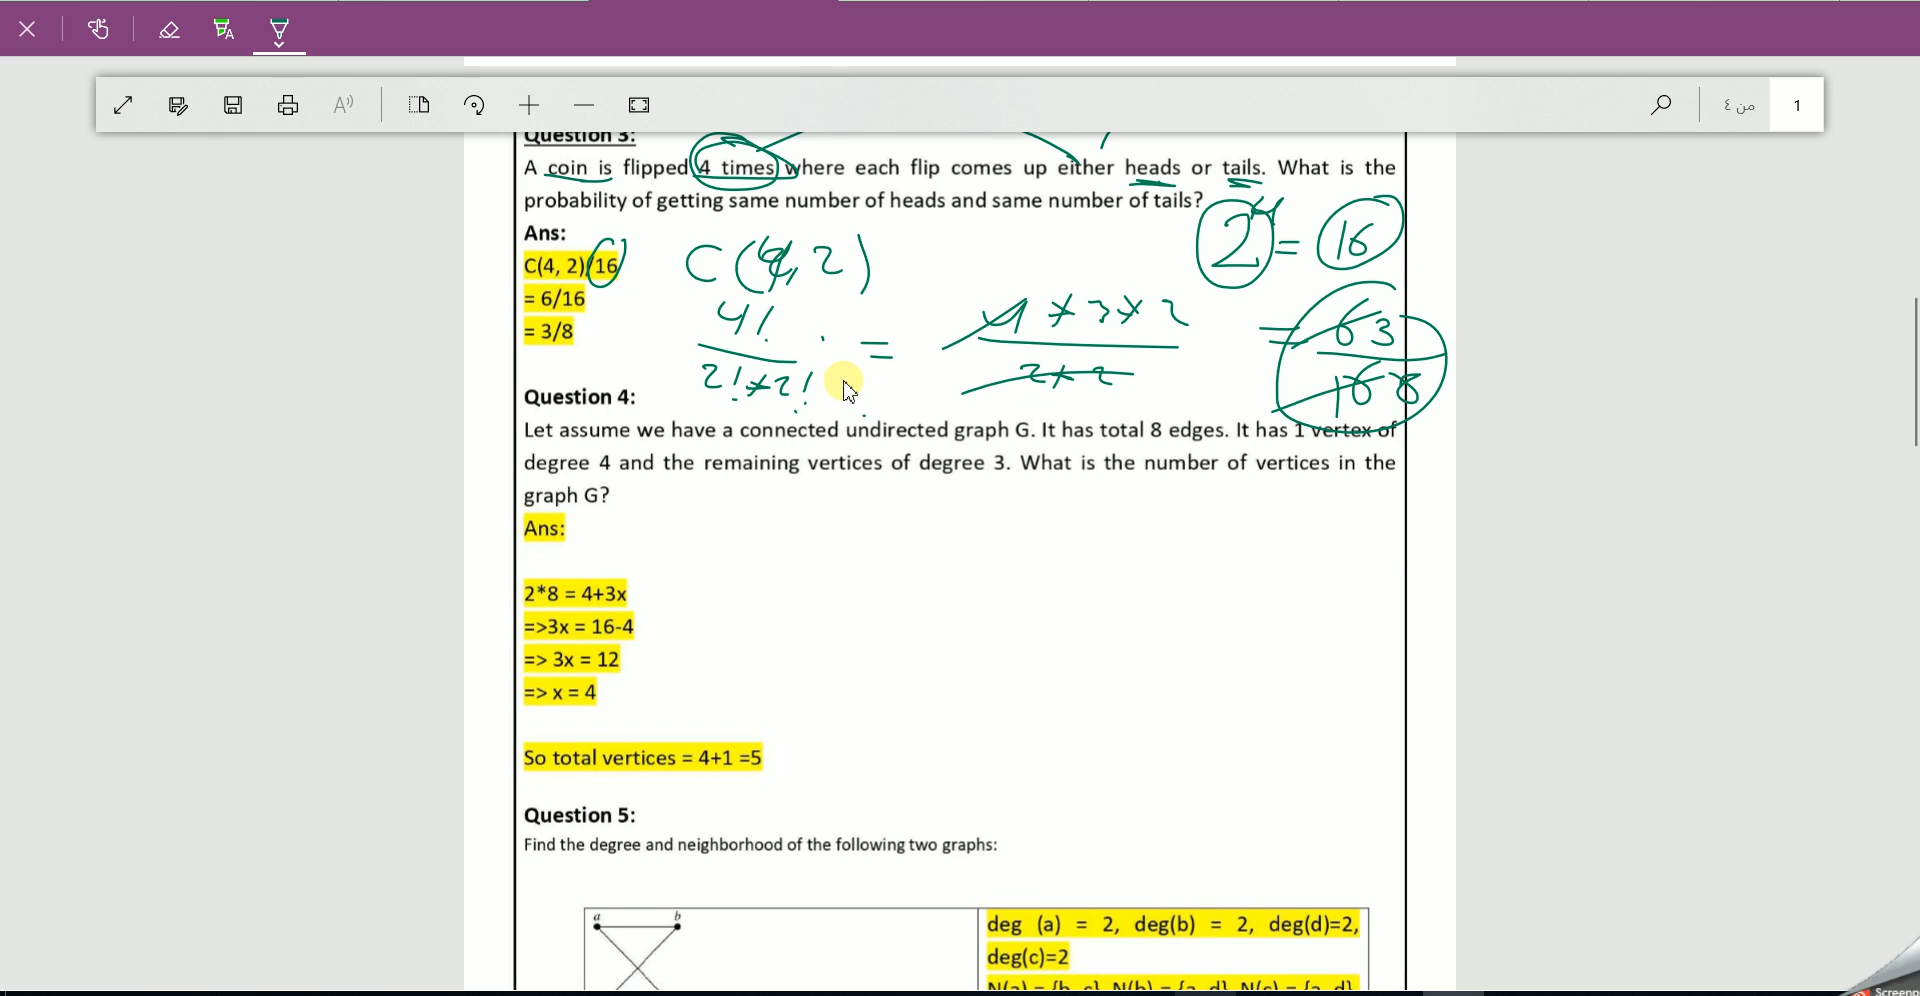 من ٤
1
Question 3:
A coin is flipped 4 times where each flip comes up either heads or tails. What is the
probability of getting same number of heads and same number of tails?
2^4 = 16
Ans:
C(4, 2)/16
C(4, 2)
= 6/16
= 3/8
4! / 2! * 2! = 4 * 3 * 2 / 2 * 2 = 6 3 / 16 8
Question 4:
Let assume we have a connected undirected graph G. It has total 8 edges. It has 1 vertex of
degree 4 and the remaining vertices of degree 3. What is the number of vertices in the
graph G?
Ans:
2*8 = 4+3x
=>3x = 16-4
=> 3x = 12
=> x = 4
So total vertices = 4+1 =5
Question 5:
Find the degree and neighborhood of the following two graphs:
a b
deg (a) = 2, deg(b) = 2, deg(d)=2,
deg(c)=2
N(a) = {b, c}, N(b) = {a, d}, N(c) = {a, d}